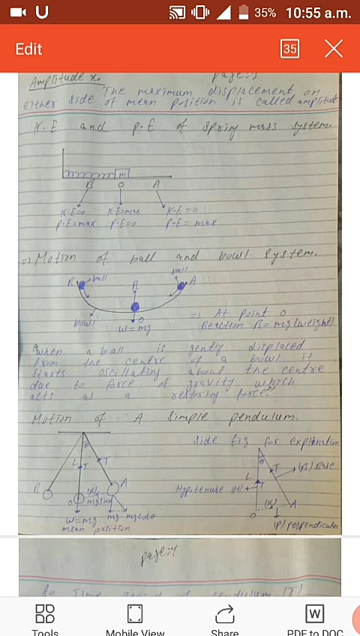 35%
10:55 a.m.
Edit
35
Amplitude x₀
The maximum displacement on
either side of mean position is called amplitude
K.E and P.E of spring mass system.
m
B O A
K.E=0 K.E=max K.E=0
P.E=max P.E=0 P.E=max
=> Motion of ball and bowl system.
B ball
R
ball A
O
bowl
W=mg
=> At point O
Reaction R=mg (weight)
when a ball is gently displaced
from the centre of a bowl it
starts oscillating about the centre
due to force of gravity which
acts as a restoring force.
Motion of A Simple pendulum.
side fig for explanation
θ
L T T
B
A
W=mg
mean position
mg
θ
(B) Base
Hypotenuse (H)
L
O
A
(P) perpendicular
Tools
Mobile View
Share
W
PDF to DOC